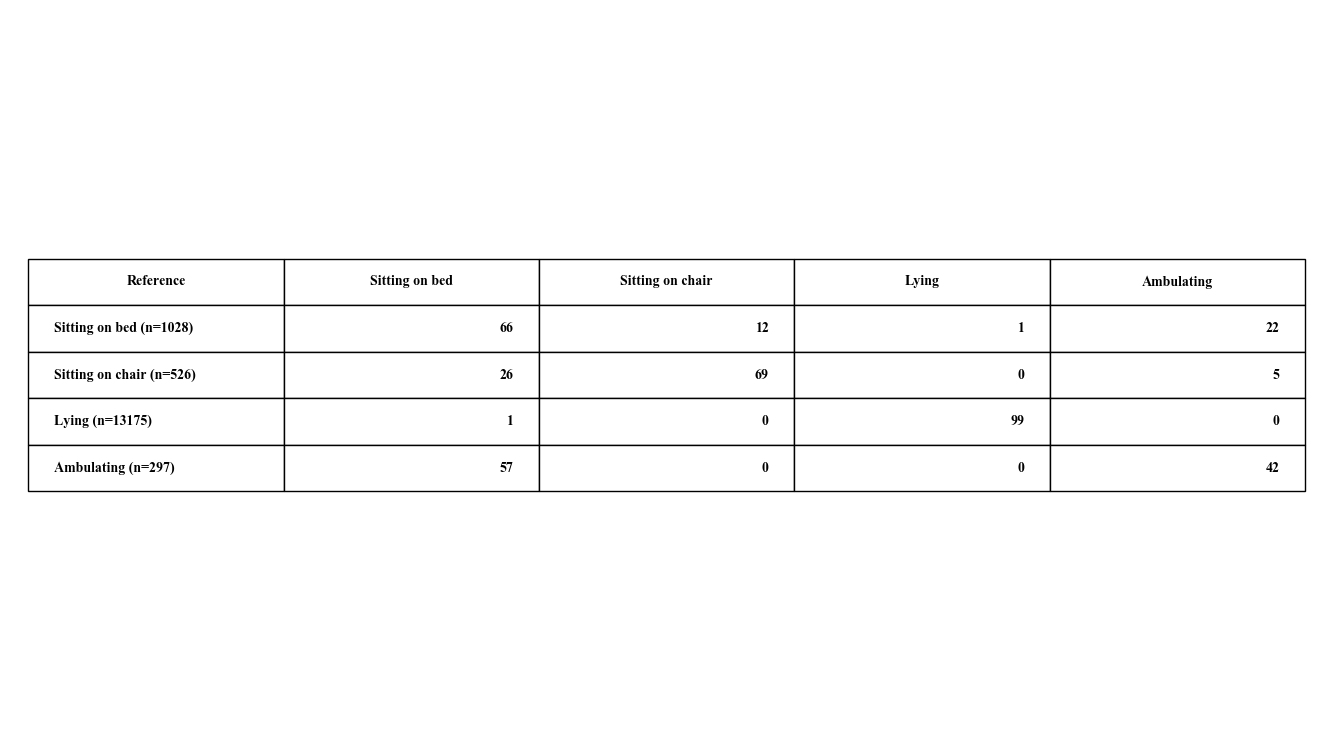 Reference Sitting on bed Sitting on chair Lying Ambulating
Sitting on bed (n=1028) 66 12 1 22
Sitting on chair (n=526) 26 69 0 5
Lying (n=13175) 1 0 99 0
Ambulating (n=297) 57 0 0 42